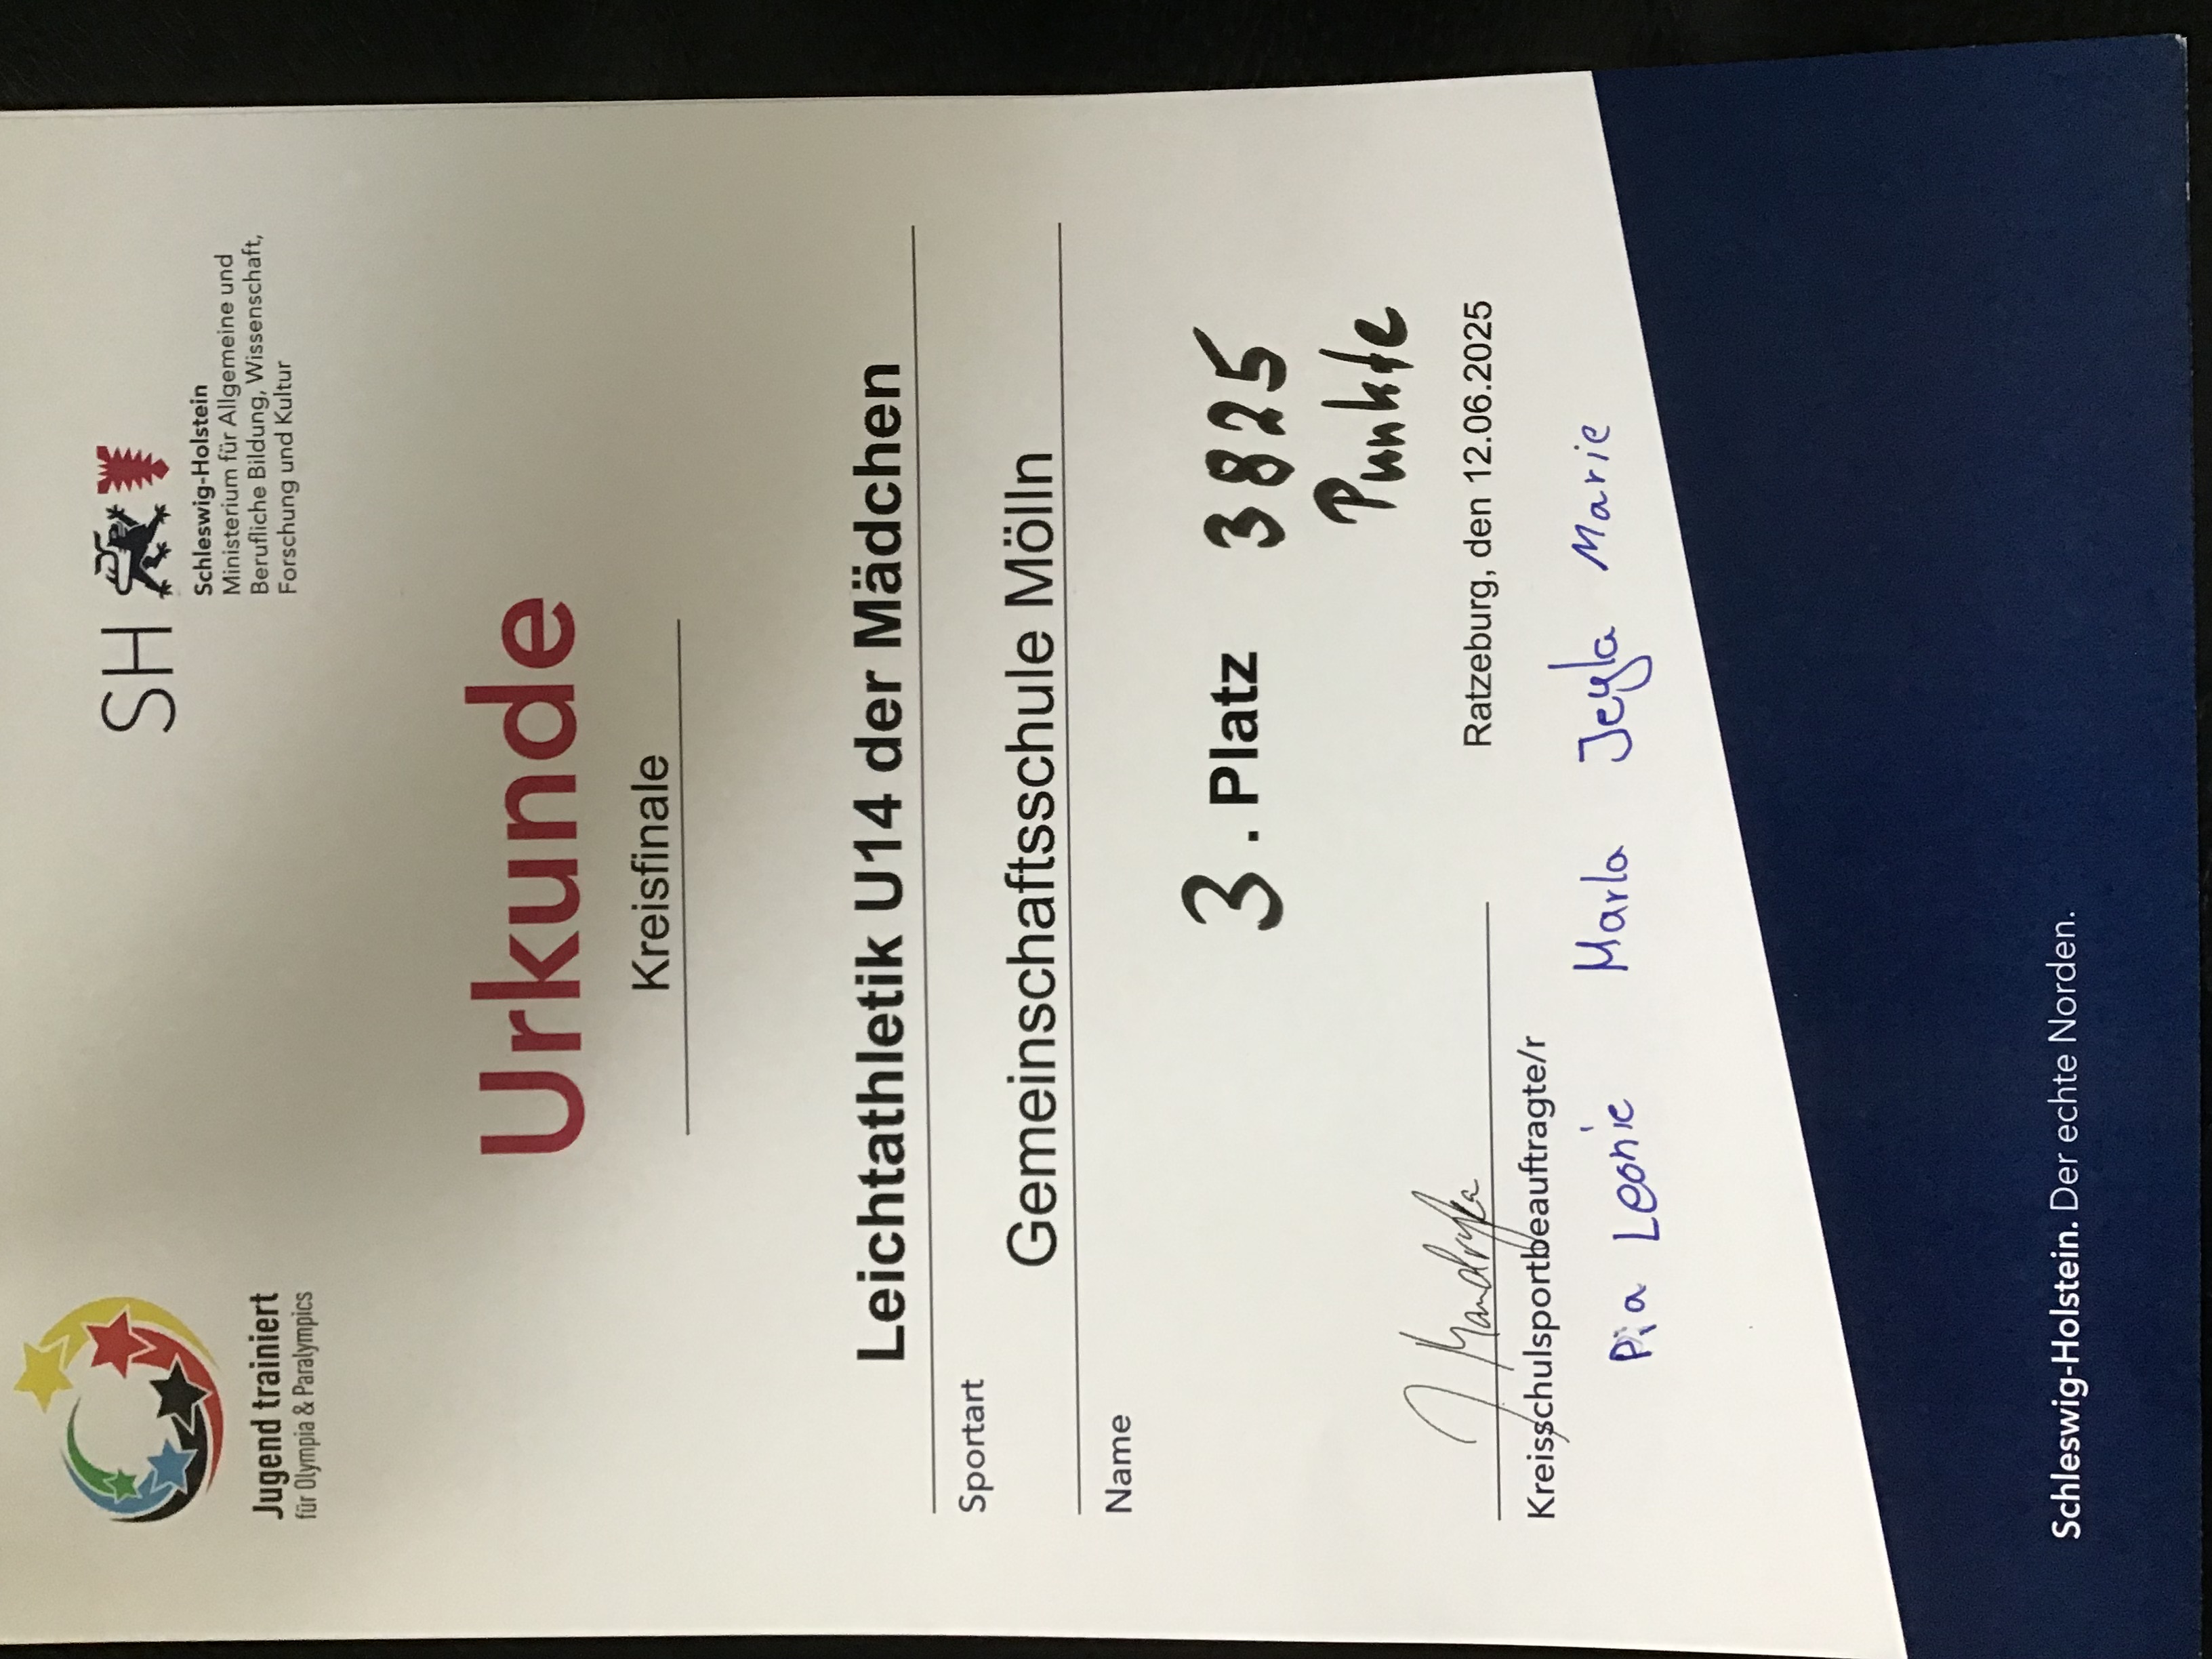 Jugend trainiert
für Olympia & Paralympics
SH
Schleswig-Holstein
Ministerium für Allgemeine und
Berufliche Bildung, Wissenschaft,
Forschung und Kultur
Urkunde
Kreisfinale
Leichtathletik U14 der Mädchen
Sportart
Gemeinschaftsschule Mölln
Name
3. Platz 3825
Punkte
Ratzeburg, den 12.06.2025
Kreisschulsportbeauftragte/r
Pia Leonie Marla Jeyla Marie
Schleswig-Holstein. Der echte Norden.